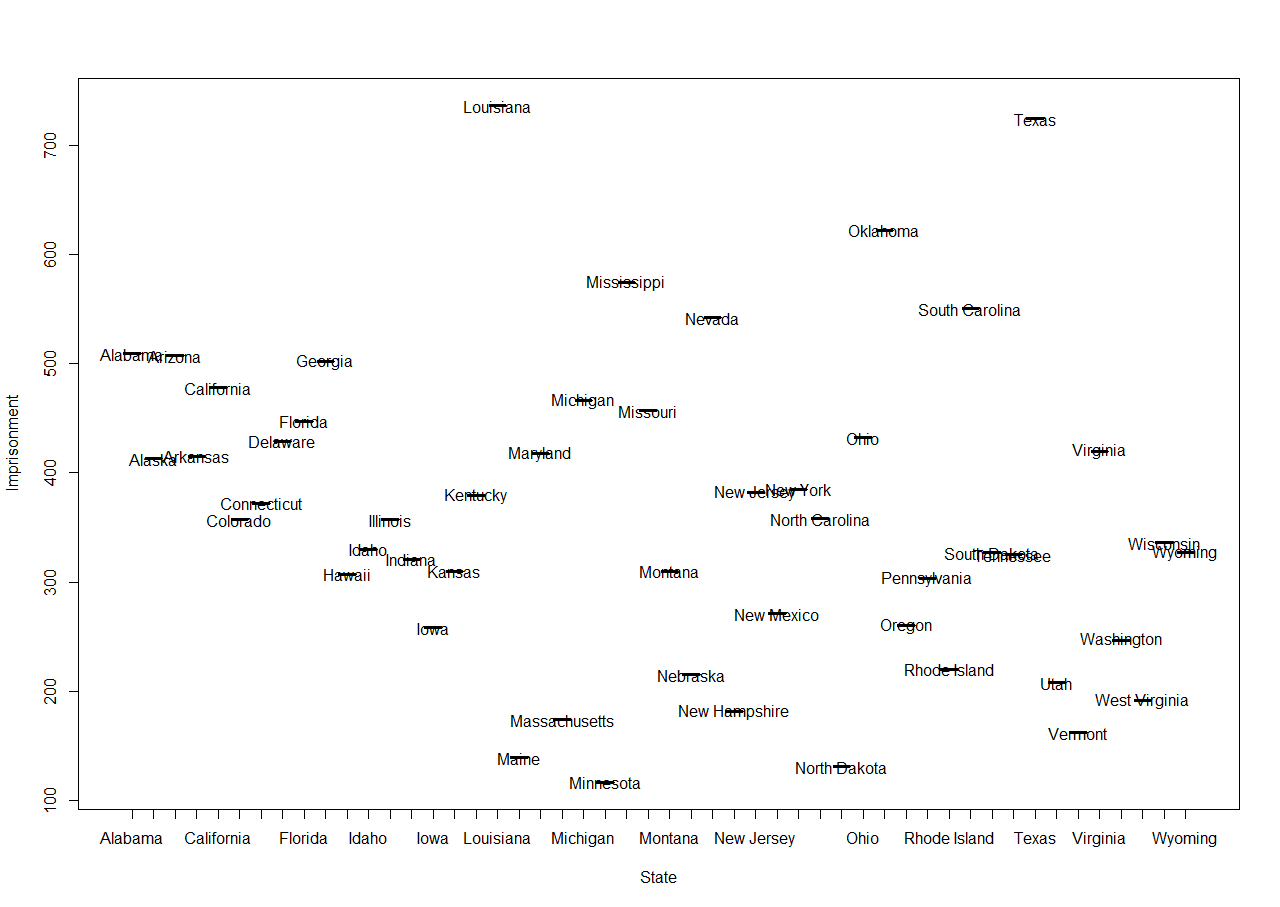 Louisiana
Texas
700
Oklahoma
600
Mississippi
South Carolina
Nevada
Alabama
Arizona
Georgia
500
California
Michigan
Missouri
Florida
Ohio
Delaware
Virginia
Maryland
Arkansas
Alaska
400
Imprisonment
New York
New Jersey
Kentucky
Connecticut
North Carolina
Illinois
Colorado
Wisconsin
Idaho
Wyoming
South Dakota
Tennessee
Indiana
Kansas
Montana
Hawaii
Pennsylvania
300
New Mexico
Oregon
Iowa
Washington
Rhode Island
Nebraska
Utah
200
West Virginia
New Hampshire
Massachusetts
Vermont
Maine
North Dakota
Minnesota
100
Alabama California Florida Idaho Iowa Louisiana Michigan Montana New Jersey Ohio Rhode Island Texas Virginia Wyoming
State